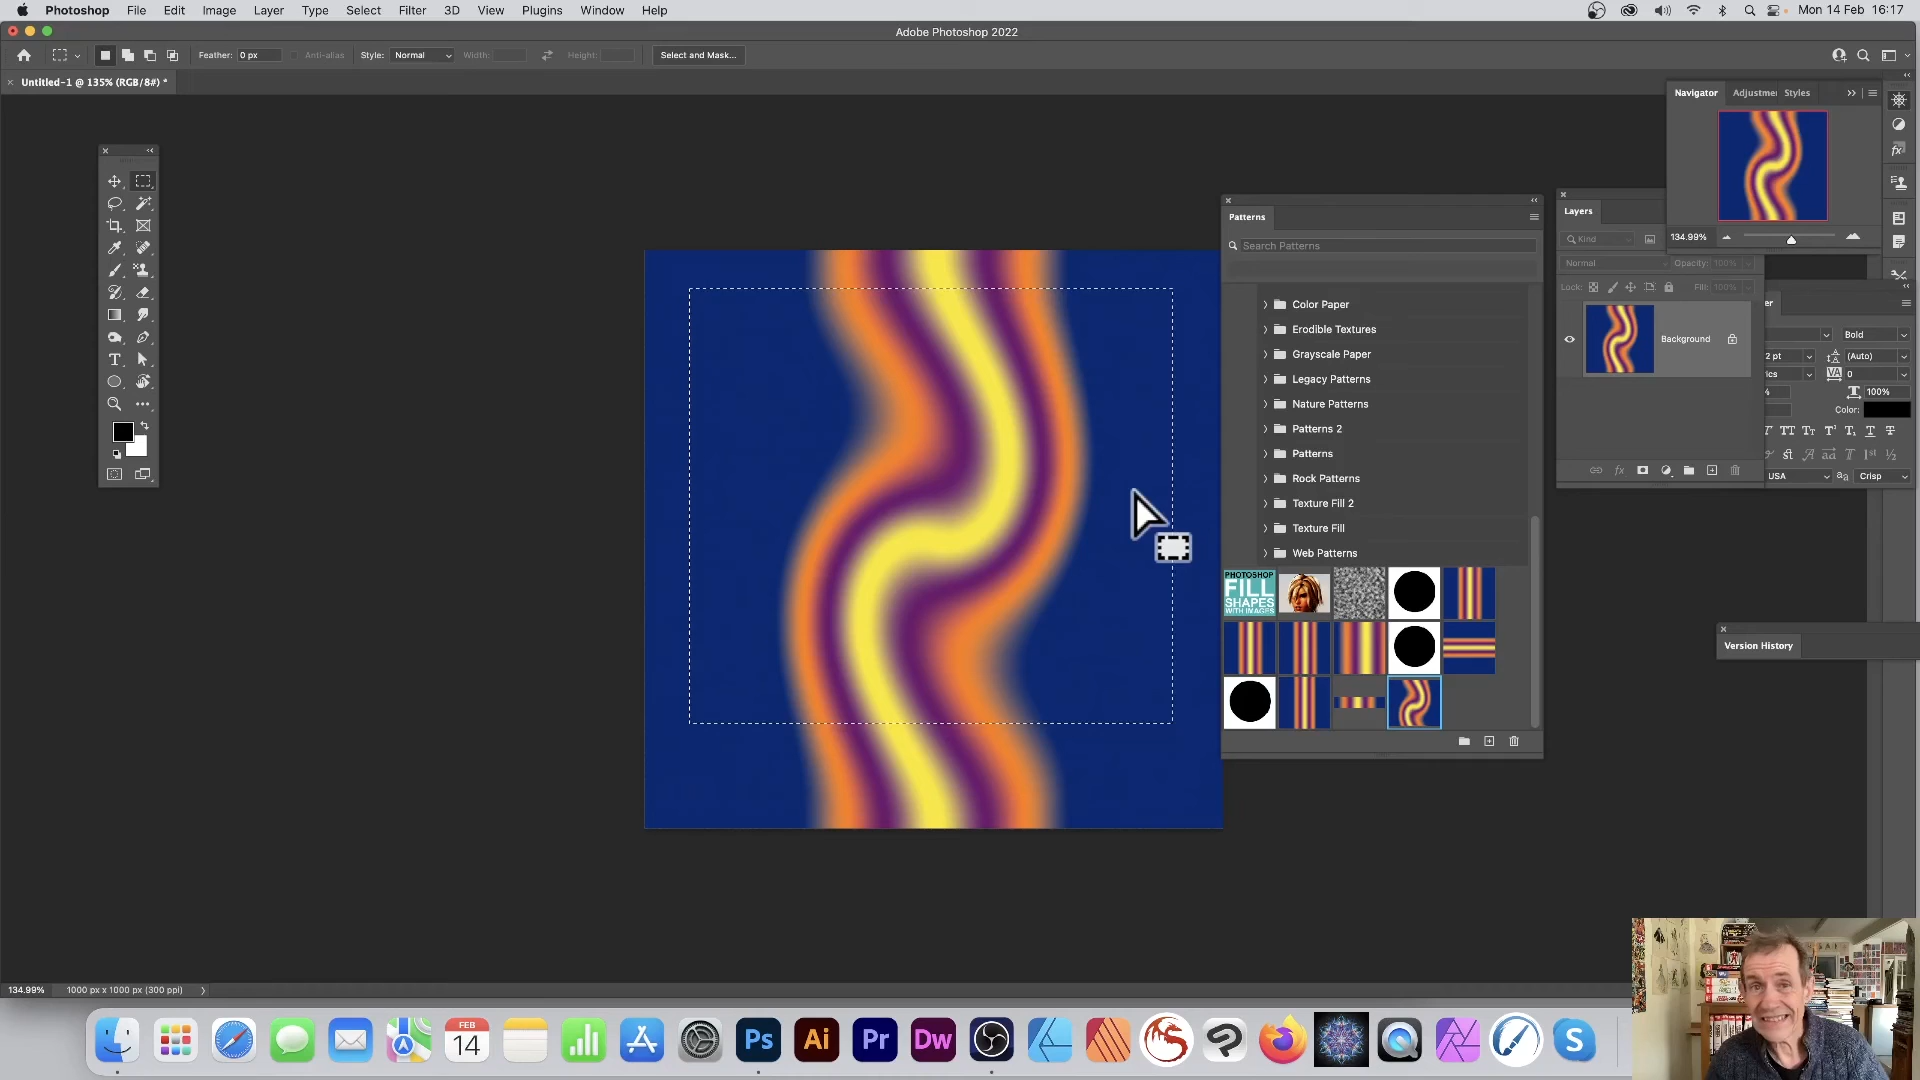 Photoshop File Edit Image Layer Type Select Filter 3D View Plugins Window Help
Mon 14 Feb 16:17
Adobe Photoshop 2022
Feather: 0 px Anti-alias Style: Normal Width: Height: Select and Mask...
Untitled-1 @ 135% (RGB/8#) *
Navigator Adjustmen Styles
134.99%
Patterns
Search Patterns
Color Paper
Erodible Textures
Grayscale Paper
Legacy Patterns
Nature Patterns
Patterns 2
Patterns
Rock Patterns
Texture Fill 2
Texture Fill
Web Patterns
PHOTOSHOP
FILL
SHAPES
WITH IMAGES
Layers
Kind
Normal Opacity: 100%
Lock: Fill: 100%
Background
er
Bold
2 pt (Auto)
ics 0
% 100%
Color:
USA Crisp
Version History
134.99% 1000 px x 1000 px (300 ppi)
FEB
14
Ps Ai Pr Dw